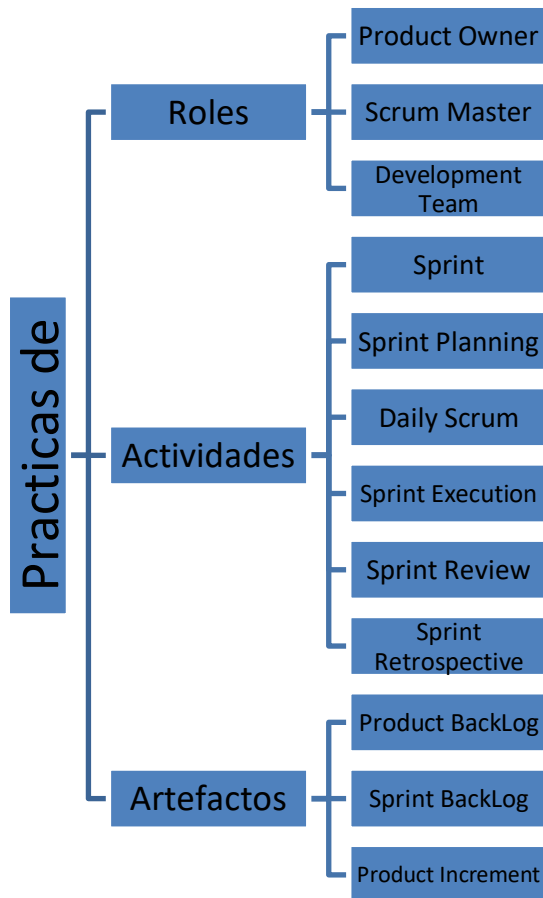 Practicas de
Roles
Product Owner
Scrum Master
Development
Team
Actividades
Sprint
Sprint Planning
Daily Scrum
Sprint Execution
Sprint Review
Sprint
Retrospective
Artefactos
Product BackLog
Sprint BackLog
Product Increment